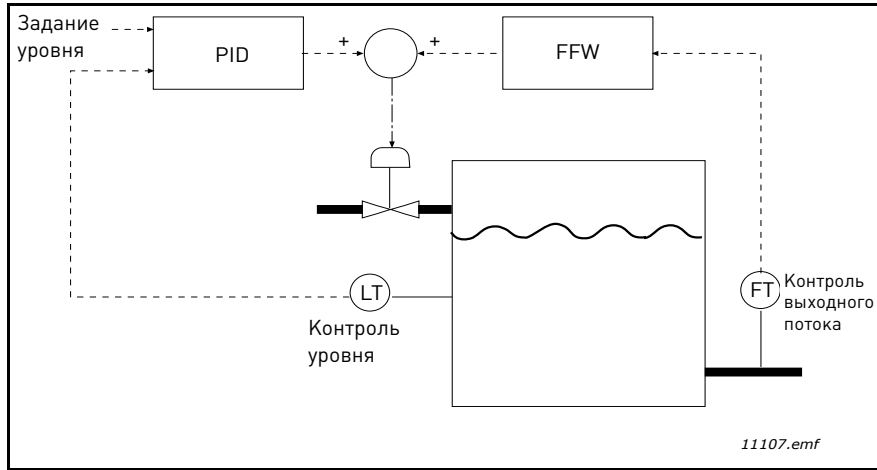 Задание
уровня
PID
+
+
FFW
LT
Контроль
уровня
FT
Контроль
выходного
потока
11107.emf